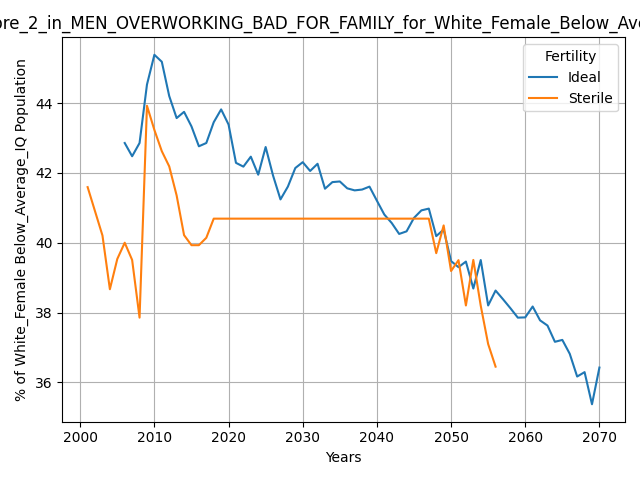 ore_2_in_MEN_OVERWORKING_BAD_FOR_FAMILY_for_White_Female_Below_Ave
Fertility
Ideal
Sterile
% of White_Female Below_Average_IQ Population
44
42
40
38
36
2000 2010 2020 2030 2040 2050 2060 2070
Years